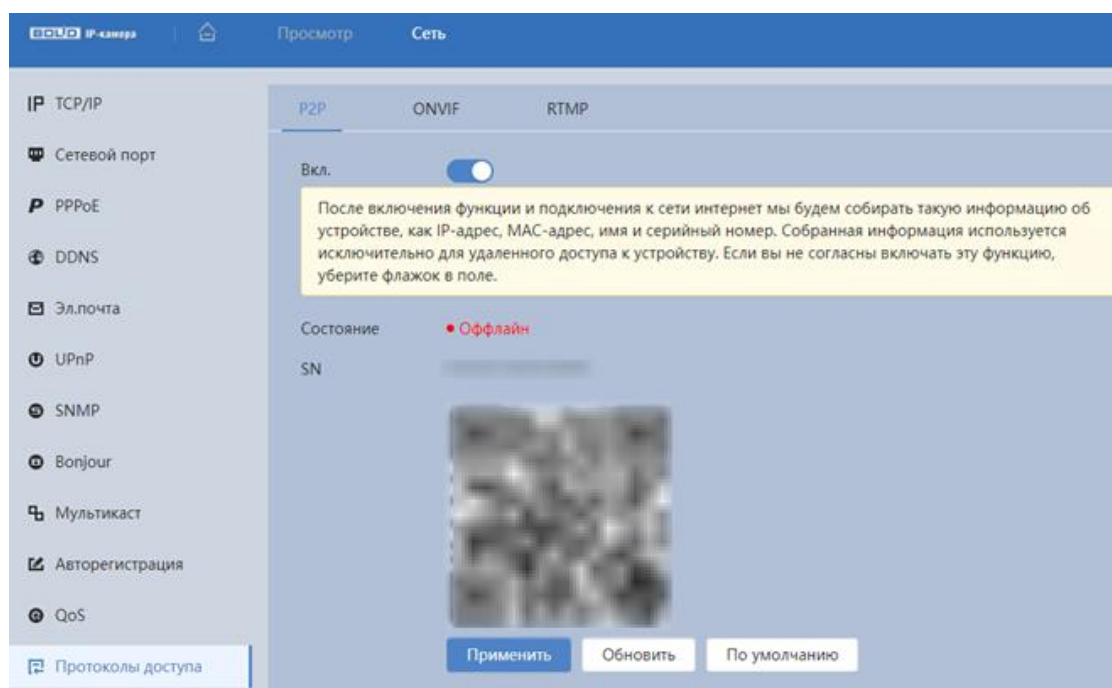 BOLID IP-камера
Просмотр
Сеть
TCP/IP
Сетевой порт
PPPoE
DDNS
Эл.почта
UPnP
SNMP
Bonjour
Мультикаст
Авторегистрация
QoS
Протоколы доступа
P2P
ONVIF
RTMP
Вкл.
После включения функции и подключения к сети интернет мы будем собирать такую информацию об
устройстве, как IP-адрес, MAC-адрес, имя и серийный номер. Собранная информация используется
исключительно для удаленного доступа к устройству. Если вы не согласны включать эту функцию,
уберите флажок в поле.
Состояние
Оффлайн
SN
Применить
Обновить
По умолчанию